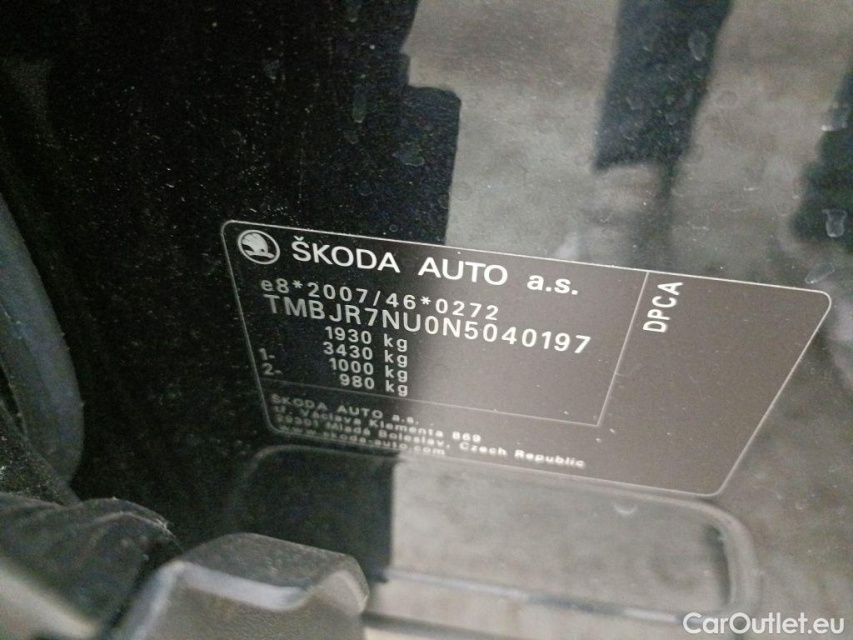 ŠKODA AUTO a.s.
e8*2007/46*0272
TMBJR7NU0N5040197
1930 kg
3430 kg
1- 1000 kg
2- 980 kg
DPCA
ŠKODA AUTO a.s.
tř. Václava Klementa 869
29301 Mladá Boleslav, Czech Republic
www.skoda-auto.com
CarOutlet.eu